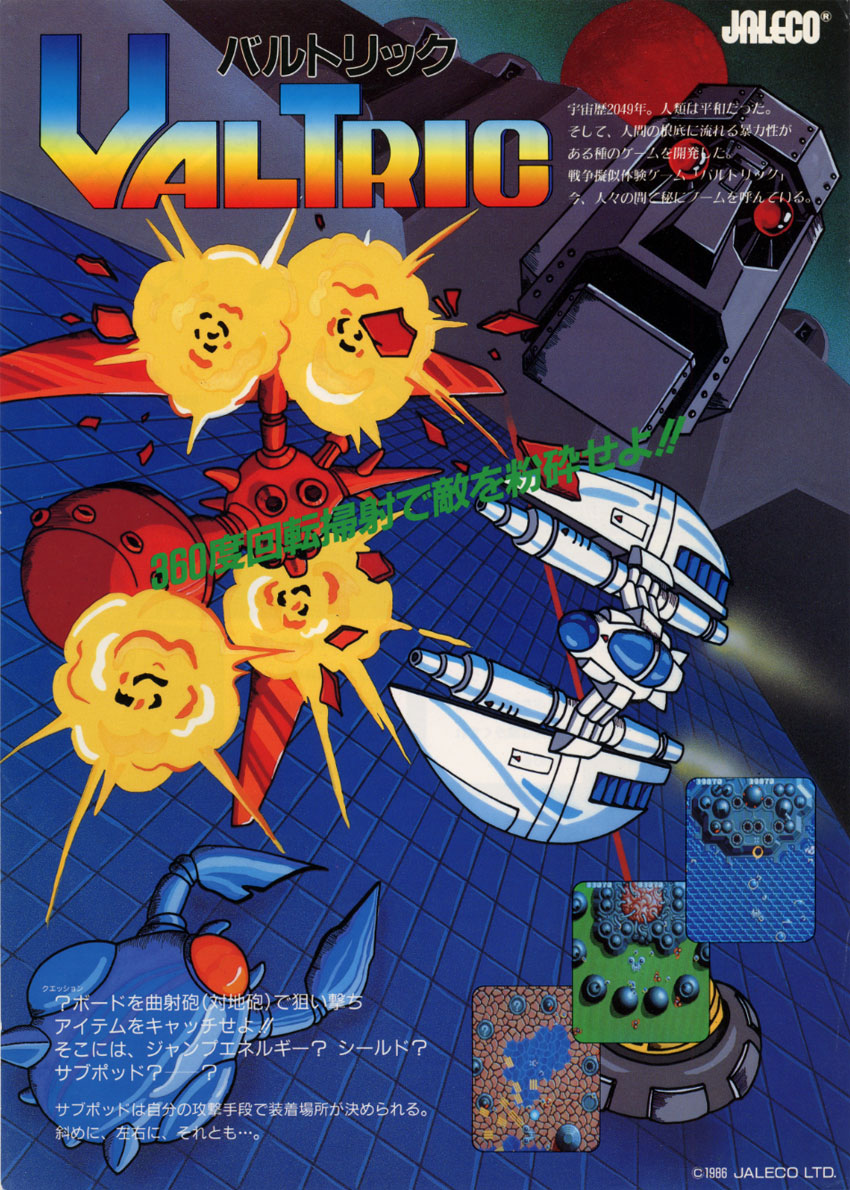 JALECO®
バルトリック
VALTRIC
宇宙歴2049年。人類は平和だった。
そして、人間の根底に流れる暴力性が
ある種のゲームを開発した。
戦争擬似体験ゲーム「バルトリック」
今、人々の間で秘にブームを呼んでいる。
360度回転掃射で敵を粉砕せよ!!
クエッション
?ボードを曲射砲(対地砲)で狙い撃ち
アイテムをキャッチせよ!!
そこには、ジャンプエネルギー? シールド?
サブポッド?──?
サブポッドは自分の攻撃手段で装着場所が決められる。
斜めに、左右に、それとも…。
©1986 JALECO LTD.